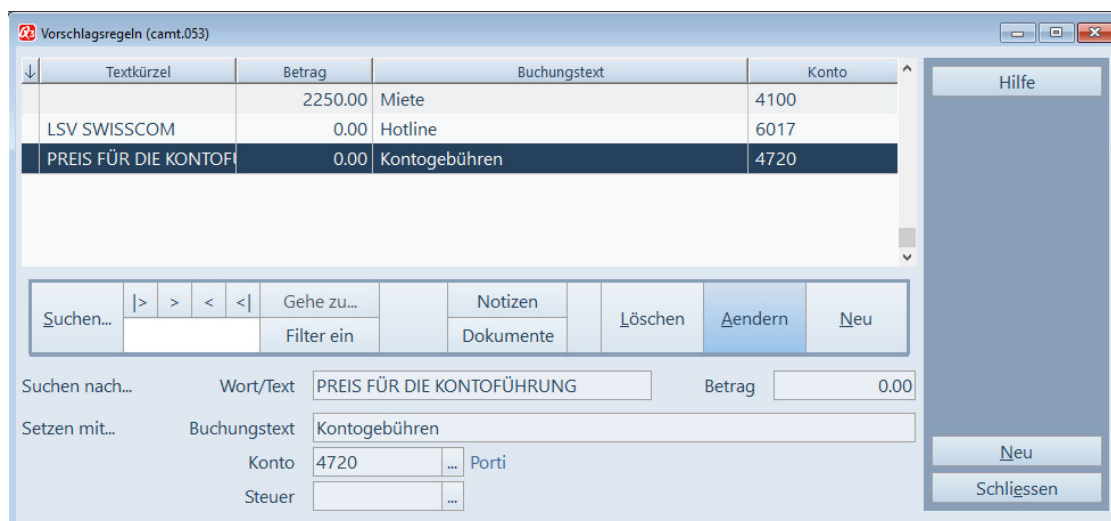 Vorschlagsregeln (camt.053)
Textkürzel Betrag Buchungstext Konto
Hilfe
2250.00 Miete 4100
LSV SWISSCOM 0.00 Hotline 6017
PREIS FÜR DIE KONTOFÜ 0.00 Kontogebühren 4720
Suchen... |> > < <| Gehe zu... Notizen Löschen Aendern Neu
Filter ein Dokumente
Suchen nach... Wort/Text PREIS FÜR DIE KONTOFÜHRUNG Betrag 0.00
Setzen mit... Buchungstext Kontogebühren
Konto 4720 ... Porti
Neu
Steuer ...
Schliessen